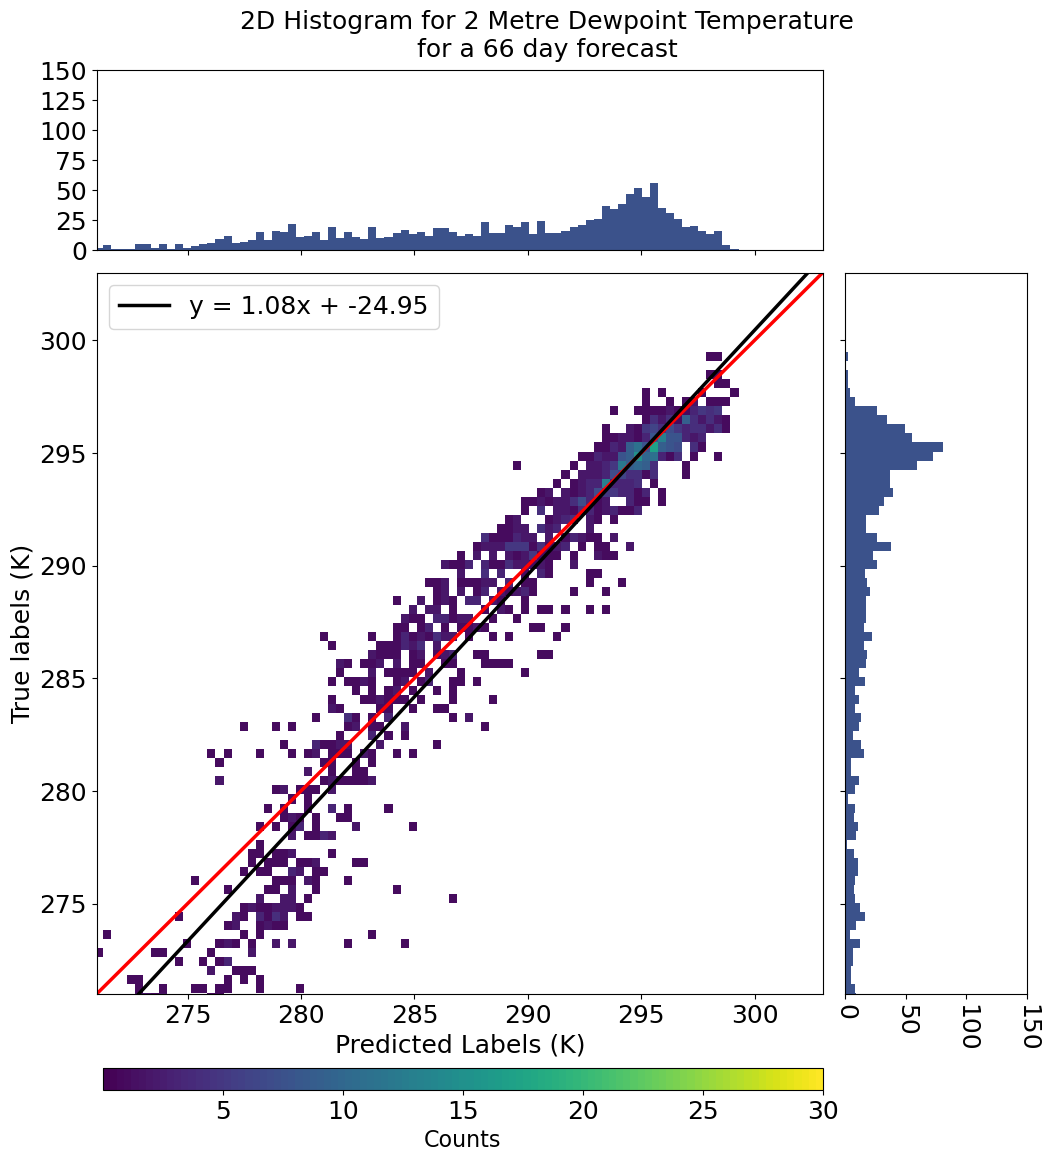 2D Histogram for 2 Metre Dewpoint Temperature
for a 66 day forecast
150
125
100
75
50
25
0
y = 1.08x + -24.95
300
295
290
285
280
275
True labels (K)
275 280 285 290 295 300
Predicted Labels (K)
0 50 100 150
5 10 15 20 25 30
Counts